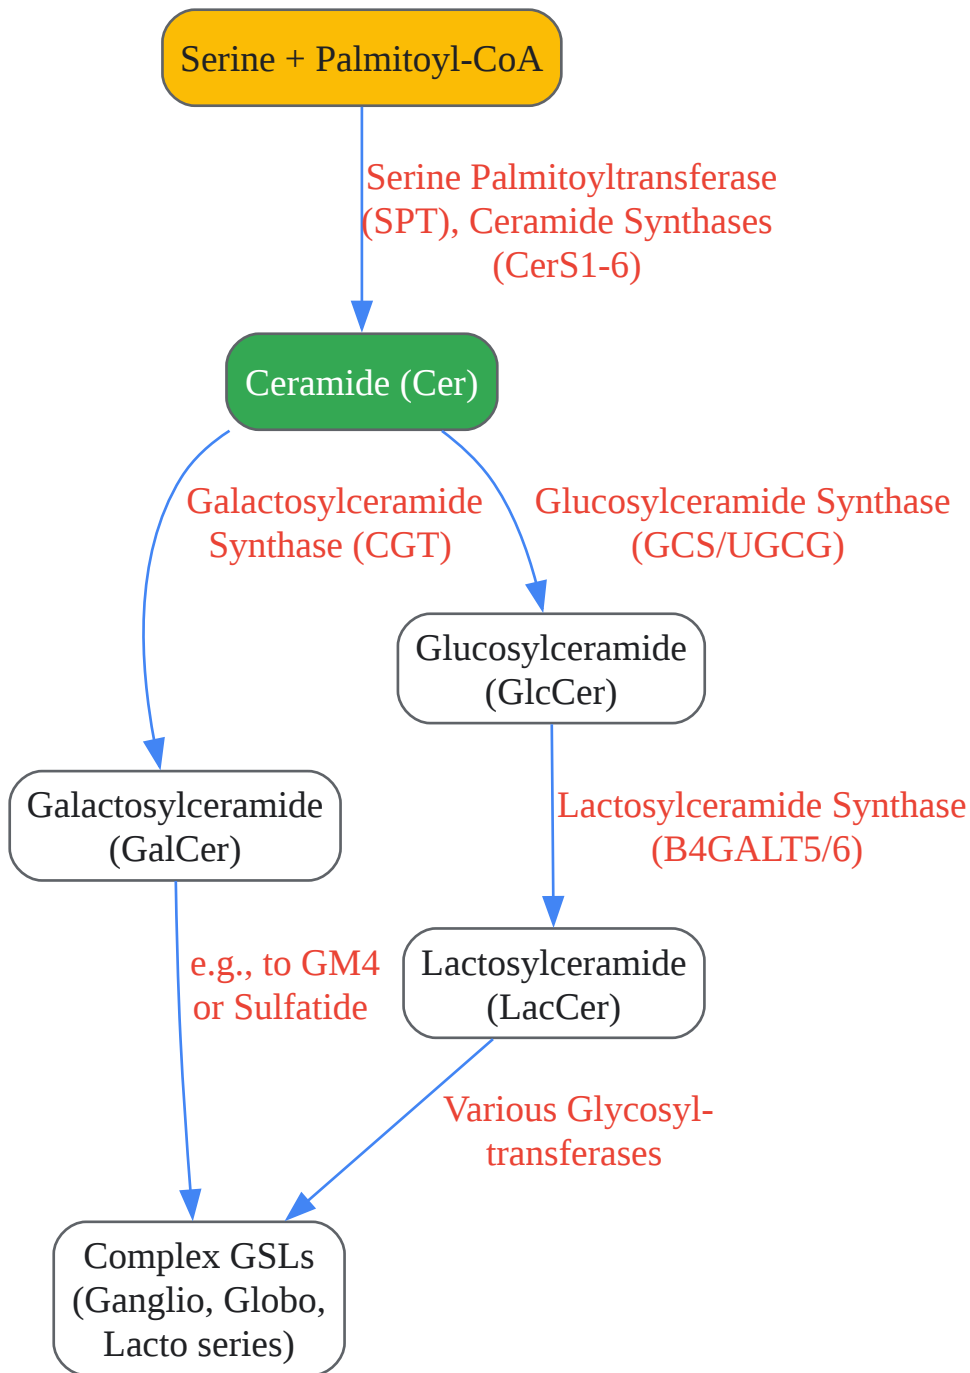 Serine + Palmitoyl-CoA
Serine Palmitoyltransferase
(SPT), Ceramide Synthases
(CerS1-6)
Ceramide (Cer)
Galactosylceramide
Synthase (CGT)
Glucosylceramide Synthase
(GCS/UGCG)
Glucosylceramide
(GlcCer)
Galactosylceramide
(GalCer)
Lactosylceramide Synthase
(B4GALT5/6)
e.g., to GM4
or Sulfatide
Lactosylceramide
(LacCer)
Various Glycosyl-
transferases
Complex GSLs
(Ganglio, Globo,
Lacto series)